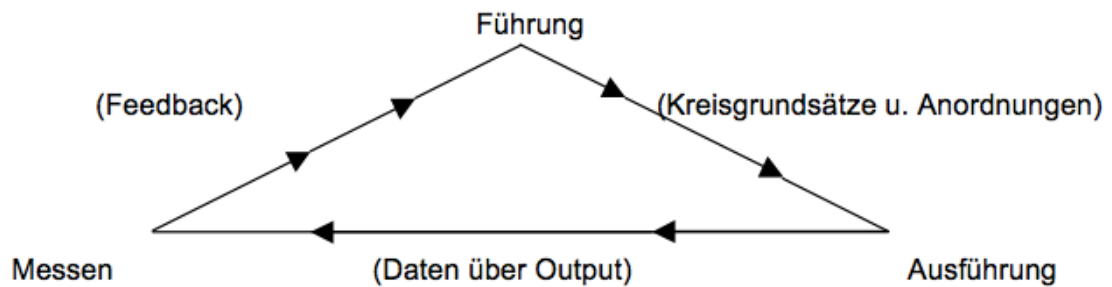 Führung
(Feedback)
(Kreisgrundsätze u. Anordnungen)
Messen
(Daten über Output)
Ausführung